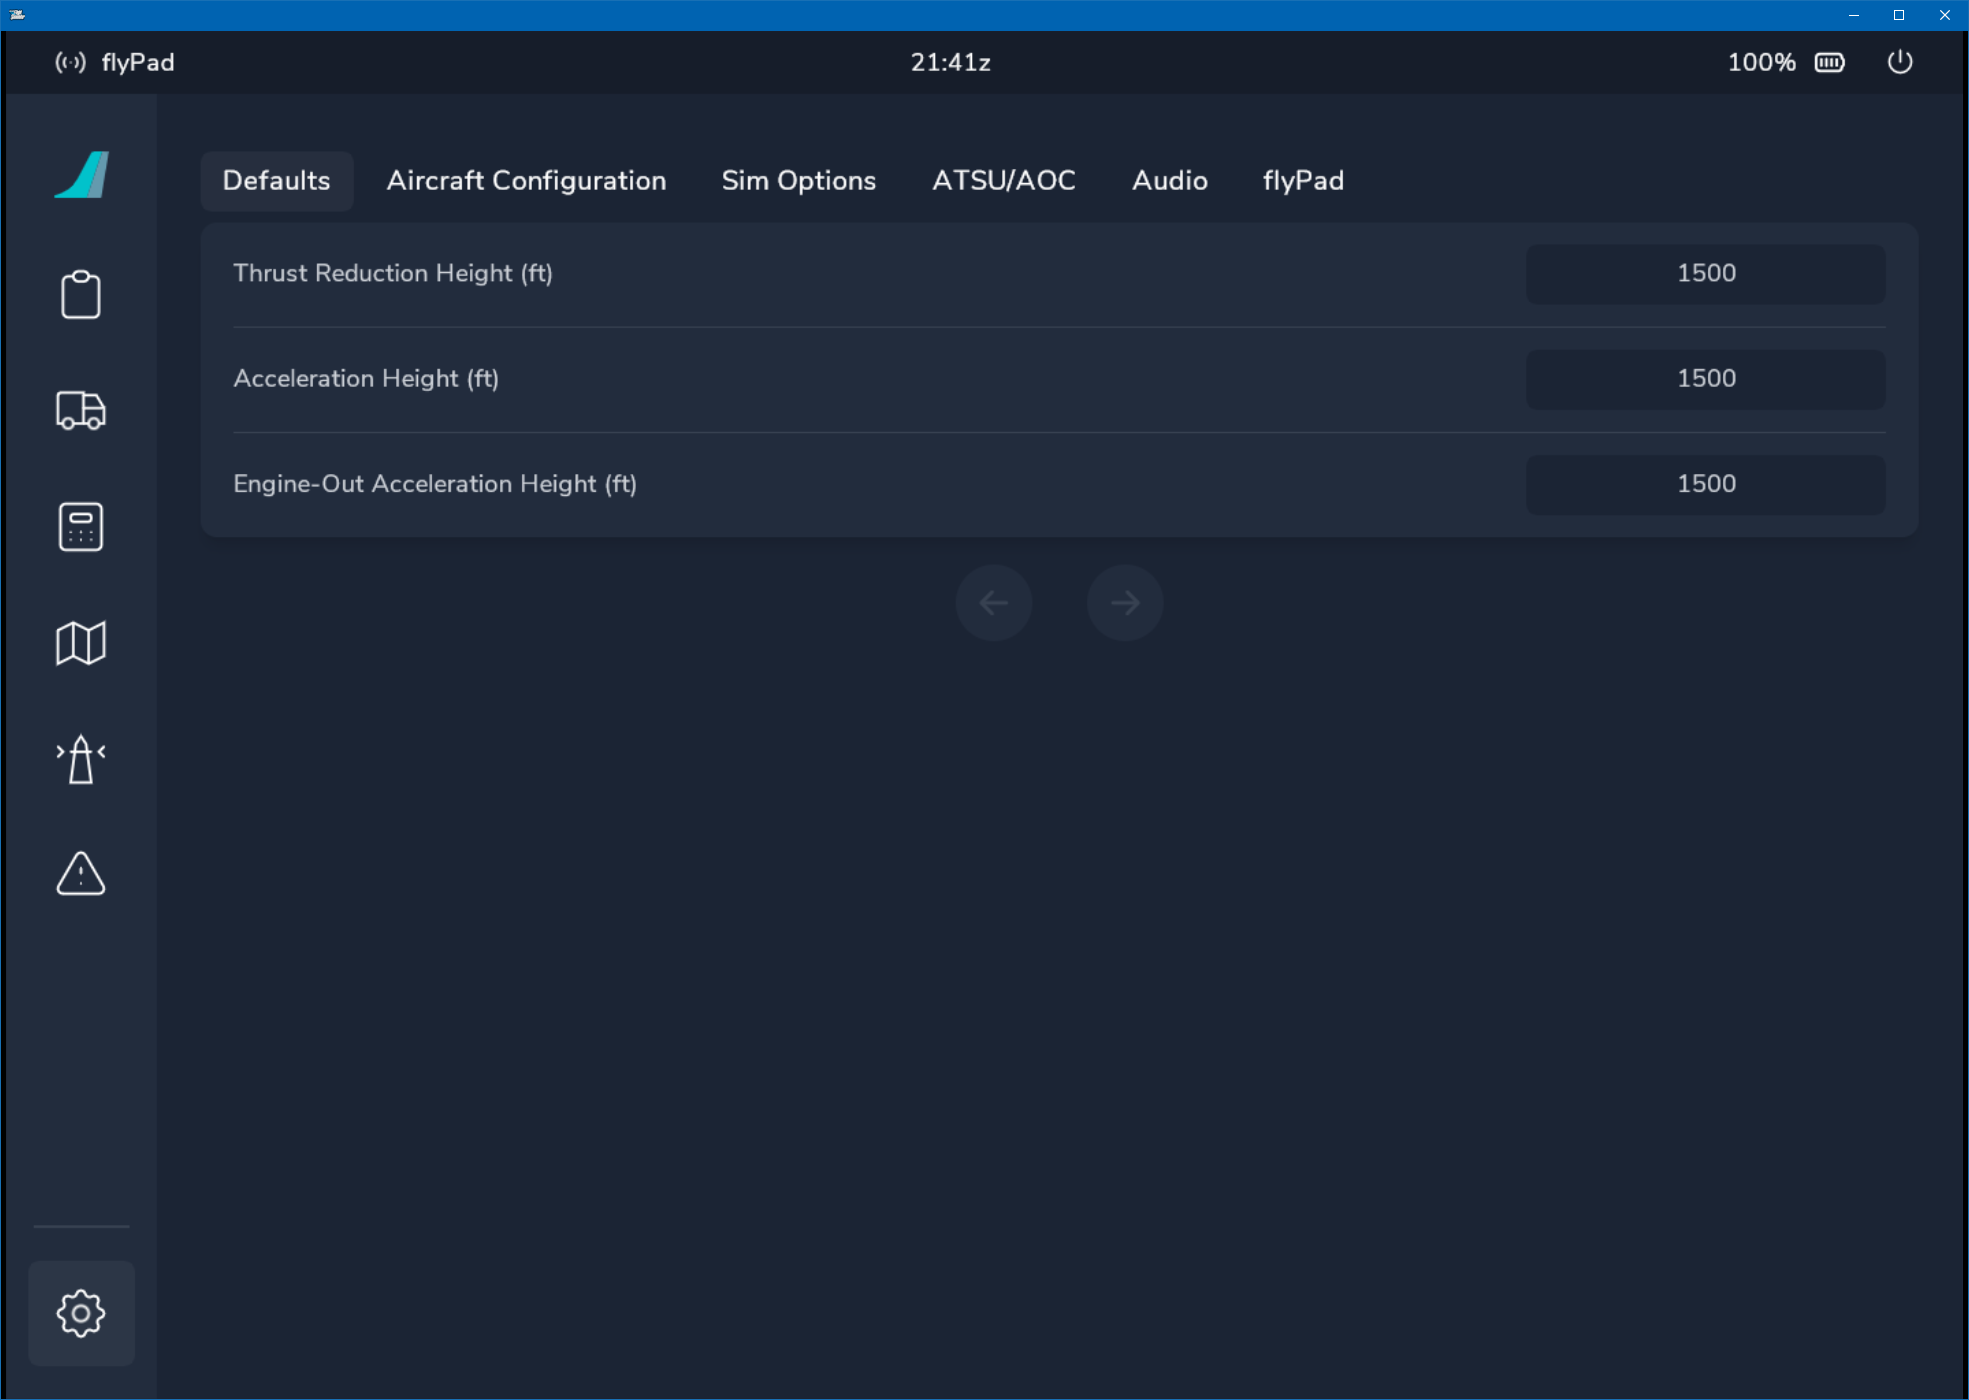 flyPad 21:41z 100%
Defaults Aircraft Configuration Sim Options ATSU/AOC Audio flyPad
Thrust Reduction Height (ft) 1500
Acceleration Height (ft) 1500
Engine-Out Acceleration Height (ft) 1500